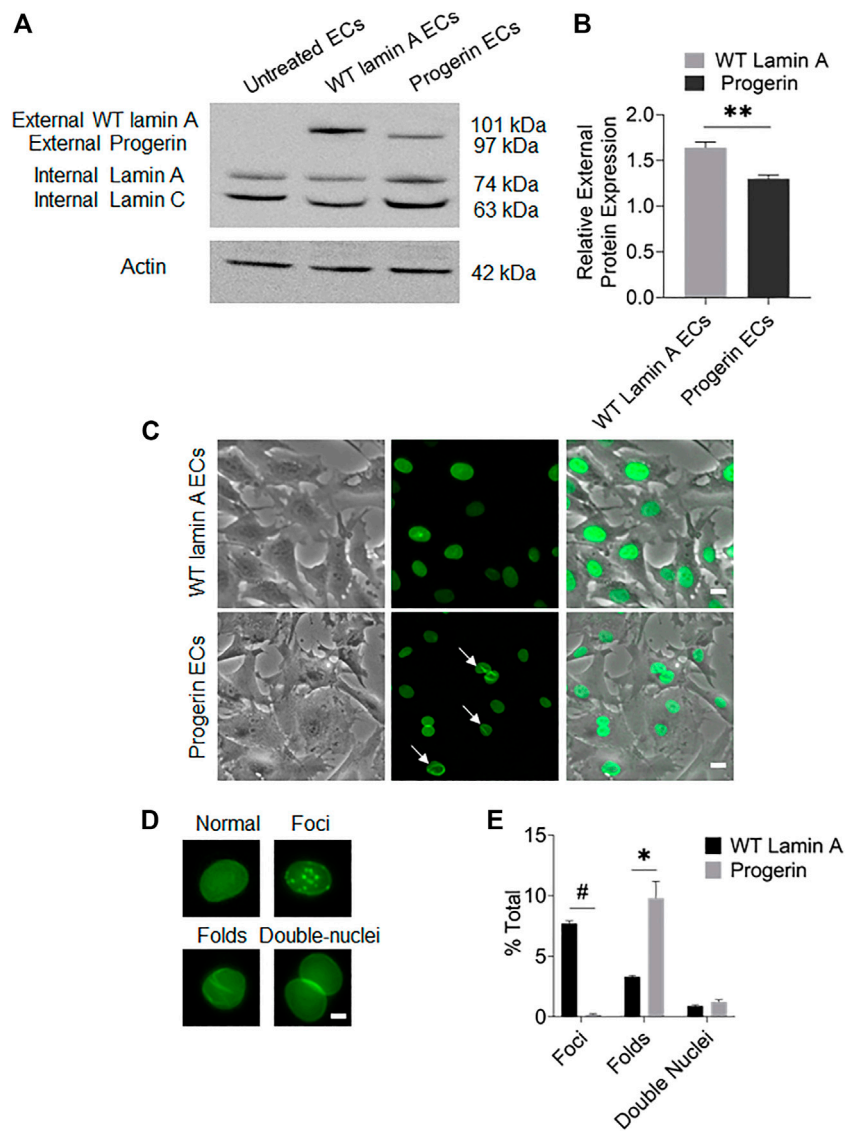 A
Untreated ECs
WT lamin A ECs
Progerin ECs
External WT lamin A
External Progerin
Internal Lamin A
Internal Lamin C
Actin
101 kDa
97 kDa
74 kDa
63 kDa
42 kDa
B
WT Lamin A
Progerin
**
Relative External
Protein Expression
2.0
1.5
1.0
0.5
0.0
WT Lamin A ECs
Progerin ECs
C
WT lamin A ECs
Progerin ECs
D
Normal
Foci
Folds
Double-nuclei
E
WT Lamin A
Progerin
% Total
15
10
5
0
#
*
Foci
Folds
Double Nuclei